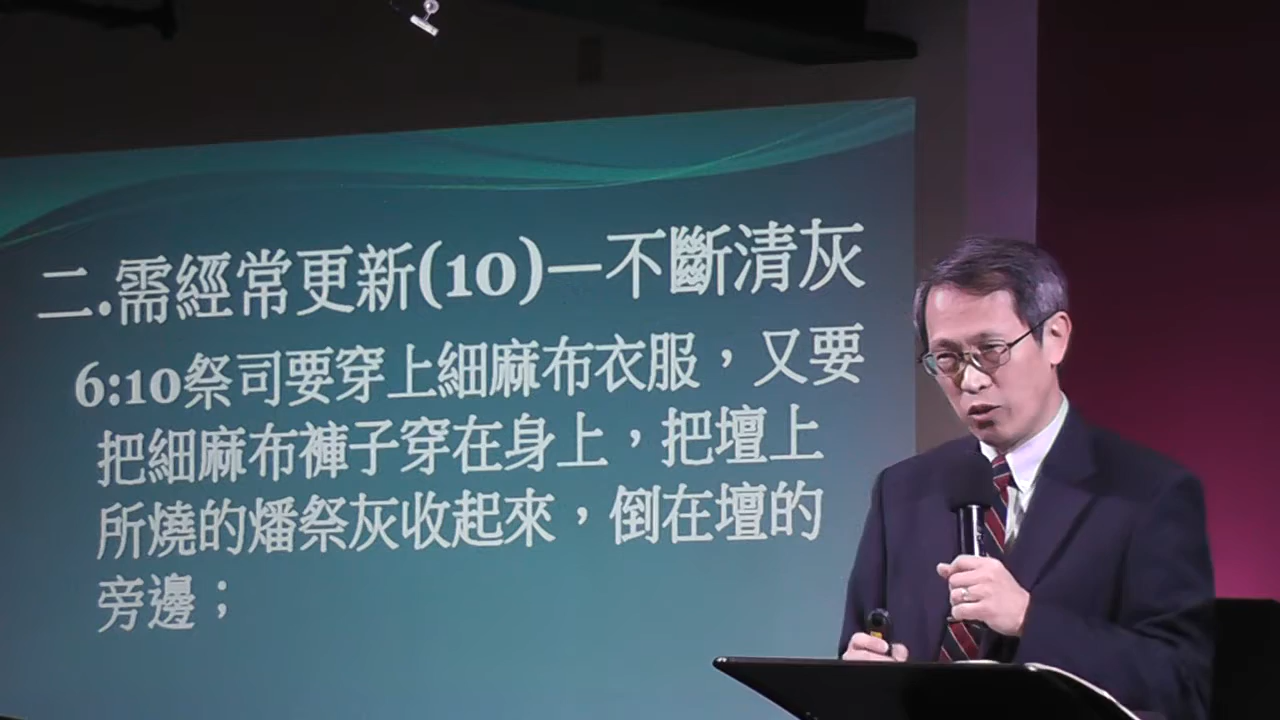 二.需經常更新(10)—不斷清灰
6:10祭司要穿上細麻布衣服，又要
把細麻布褲子穿在身上，把壇上
所燒的燔祭灰收起來，倒在壇的
旁邊；